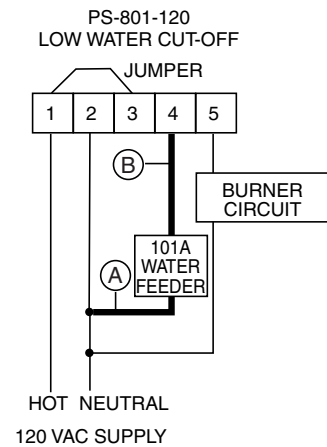 PS-801-120
LOW WATER CUT-OFF
JUMPER
1 2 3 4 5
B
BURNER
CIRCUIT
101A
WATER
FEEDER
A
HOT NEUTRAL
120 VAC SUPPLY